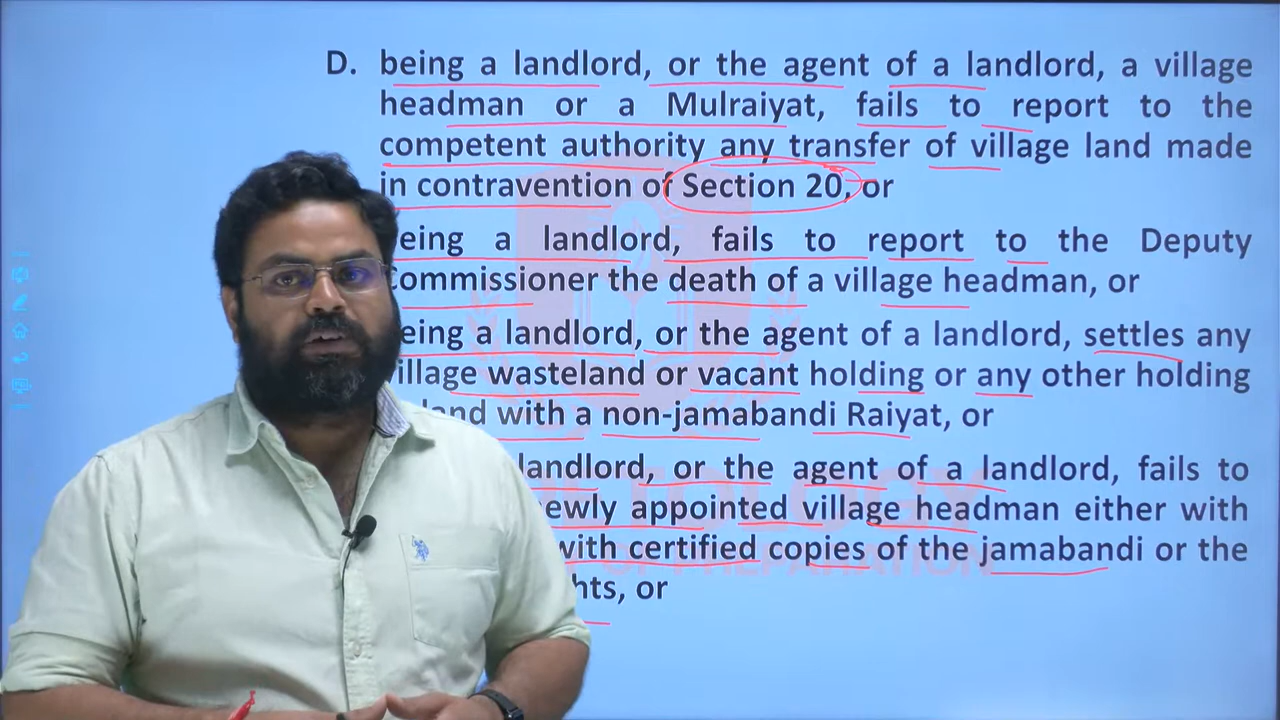 D. being a landlord, or the agent of a landlord, a village
headman or a Mulraiyat, fails to report to the
competent authority any transfer of village land made
in contravention of Section 20, or
eing a landlord, fails to report to the Deputy
ommissioner the death of a village headman, or
eing a landlord, or the agent of a landlord, settles any
illage wasteland or vacant holding or any other holding
land with a non-jamabandi Raiyat, or
landlord, or the agent of a landlord, fails to
ewly appointed village headman either with
with certified copies of the jamabandi or the
hts, or